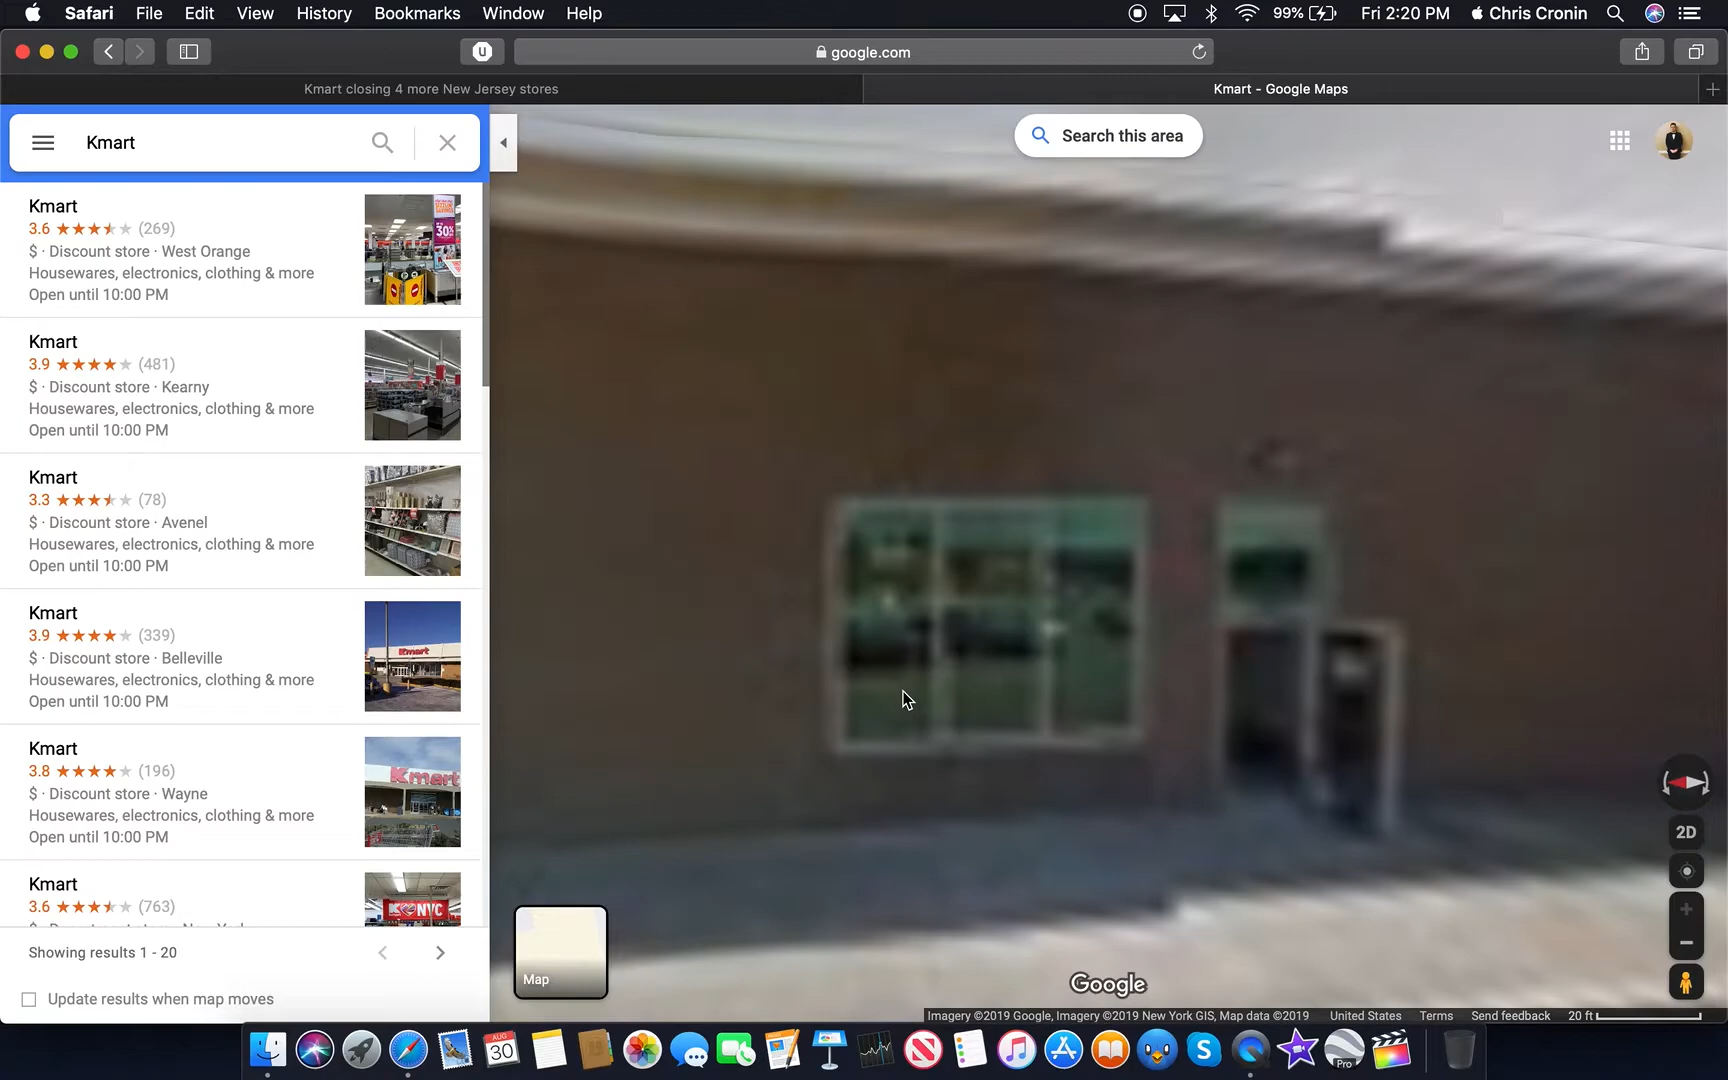 Safari File Edit View History Bookmarks Window Help 99% Fri 2:20 PM Chris Cronin
U google.com
Kmart closing 4 more New Jersey stores Kmart - Google Maps
Kmart
Search this area
Kmart
3.6 (269)
$ · Discount store · West Orange
Housewares, electronics, clothing & more
Open until 10:00 PM
30%
Kmart
3.9 (481)
$ · Discount store · Kearny
Housewares, electronics, clothing & more
Open until 10:00 PM
Kmart
3.3 (78)
$ · Discount store · Avenel
Housewares, electronics, clothing & more
Open until 10:00 PM
Kmart
3.9 (339)
$ · Discount store · Belleville
Housewares, electronics, clothing & more
Open until 10:00 PM
Kmart
Kmart
3.8 (196)
$ · Discount store · Wayne
Housewares, electronics, clothing & more
Open until 10:00 PM
Kmart
Kmart
3.6 (763)
K NYC
Showing results 1 - 20
Update results when map moves
Map
2D
Google
Imagery ©2019 Google, Imagery ©2019 New York GIS, Map data ©2019 United States Terms Send feedback 20 ft
AUG
30
S
Pro